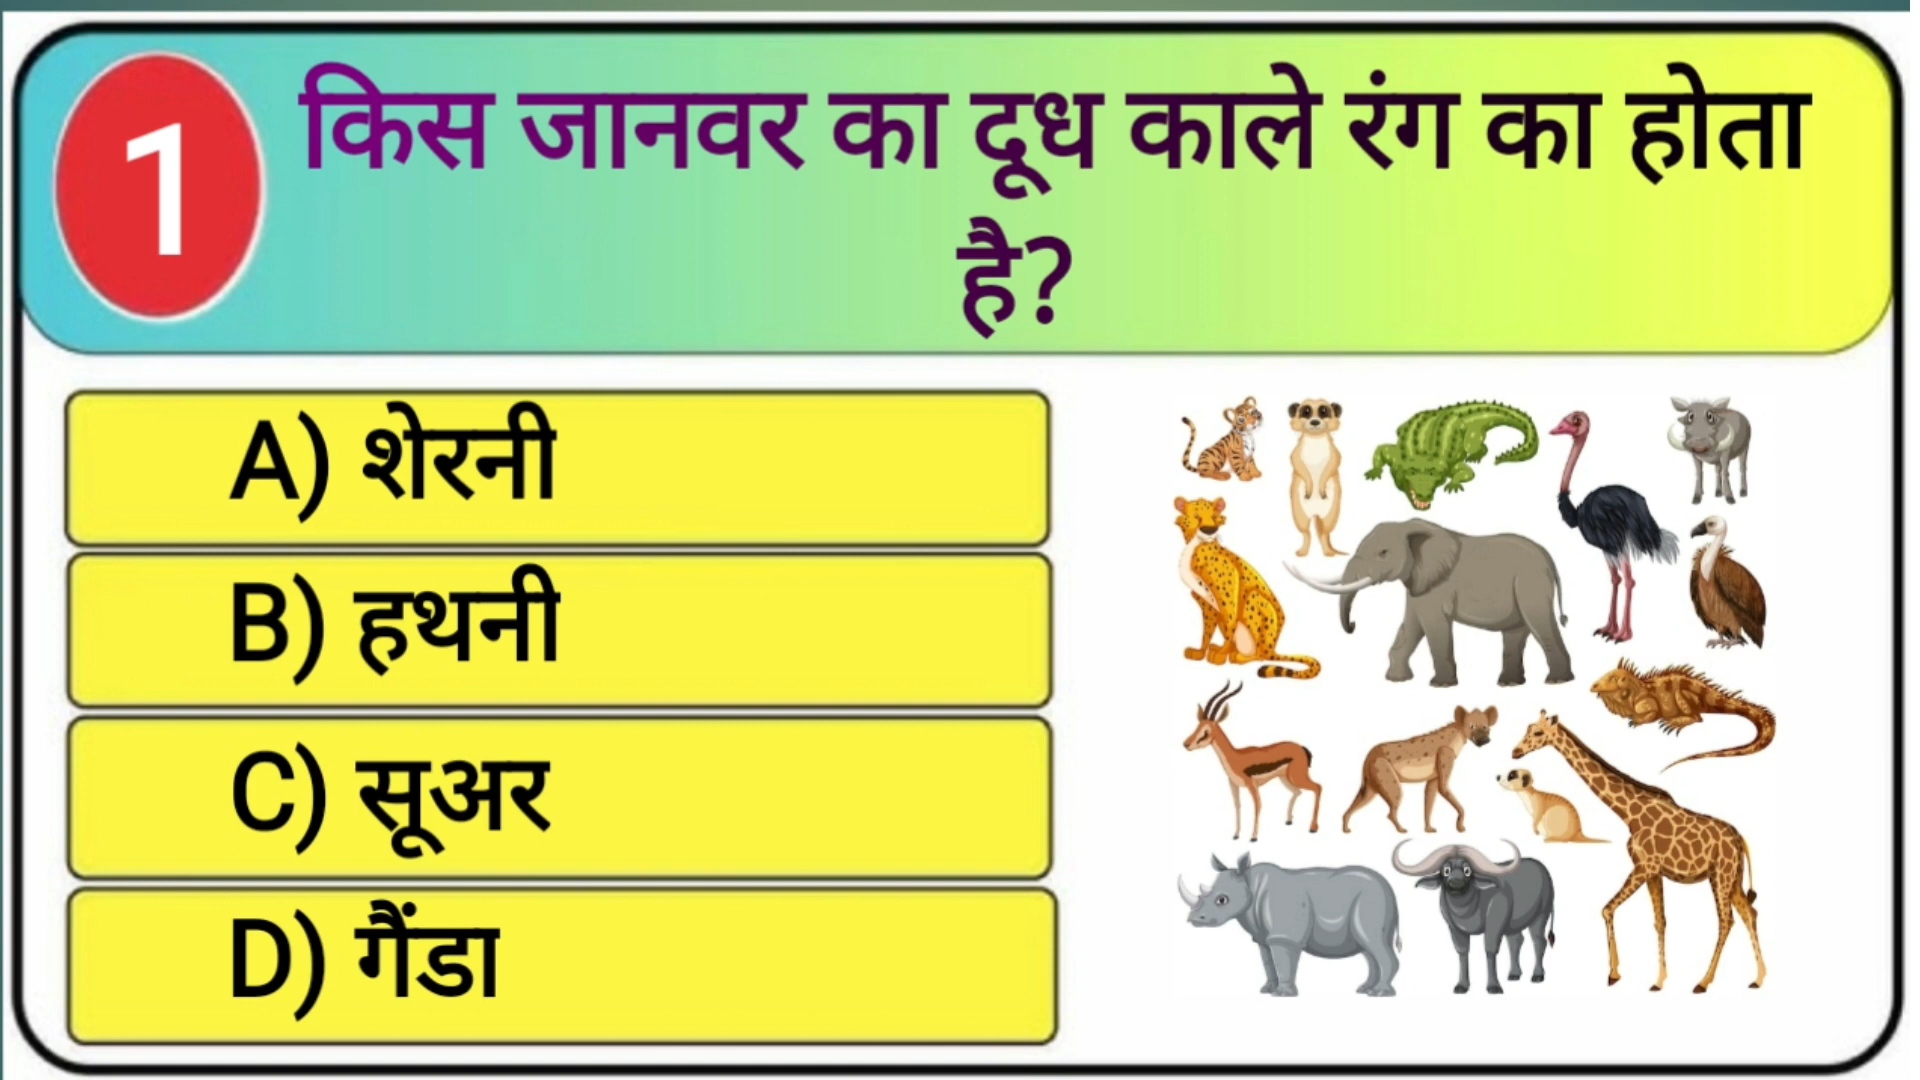 1
किस जानवर का दूध काले रंग का होता
है?
A) शेरनी
B) हथनी
C) सूअर
D) गैंडा